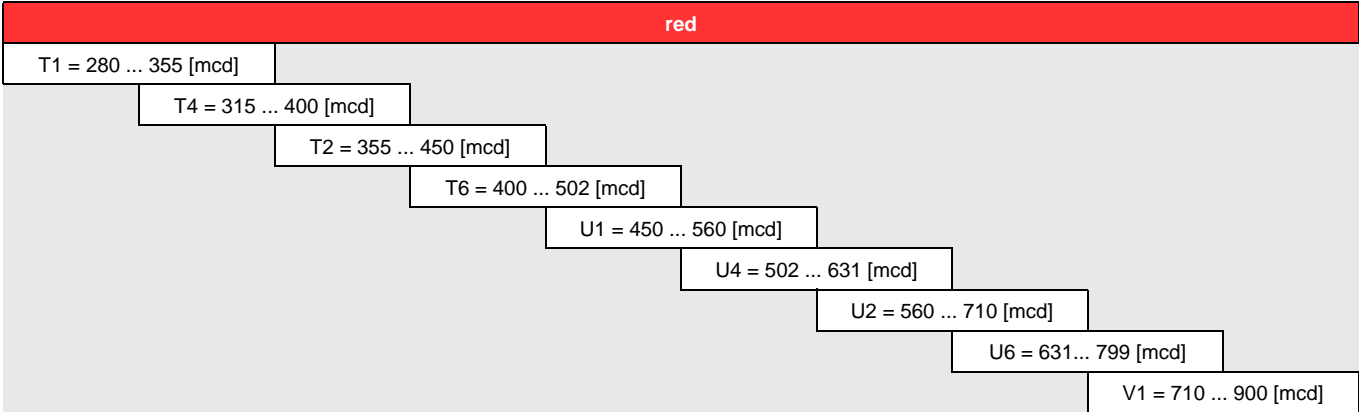 red
T1 = 280 ... 355 [mcd]
T4 = 315 ... 400 [mcd]
T2 = 355 ... 450 [mcd]
T6 = 400 ... 502 [mcd]
U1 = 450 ... 560 [mcd]
U4 = 502 ... 631 [mcd]
U2 = 560 ... 710 [mcd]
U6 = 631... 799 [mcd]
V1 = 710 ... 900 [mcd]